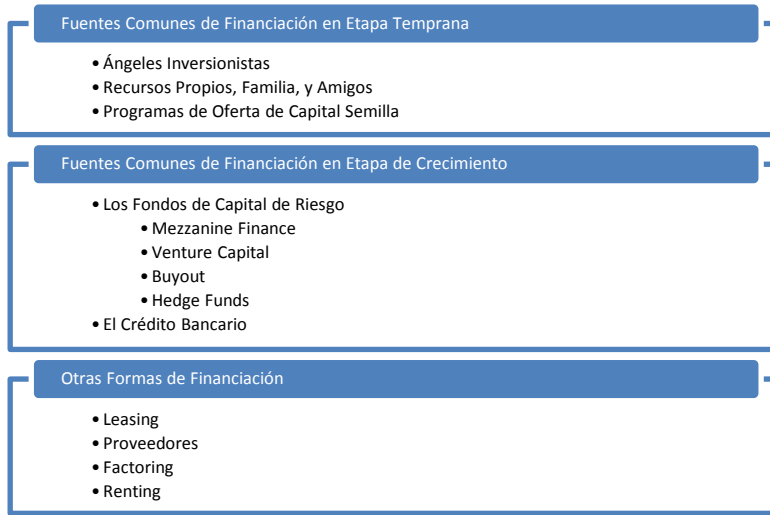 Fuentes Comunes de Financiación en Etapa Temprana
• Ángeles Inversionistas
• Recursos Propios, Familia, y Amigos
• Programas de Oferta de Capital Semilla
Fuentes Comunes de Financiación en Etapa de Crecimiento
• Los Fondos de Capital de Riesgo
• Mezzanine Finance
• Venture Capital
• Buyout
• Hedge Funds
• El Crédito Bancario
Otras Formas de Financiación
• Leasing
• Proveedores
• Factoring
• Renting